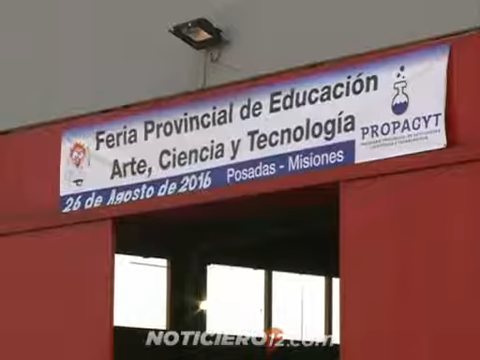 Feria Provincial de Educación
Arte, Ciencia y Tecnología
26 de Agosto de 2016 Posadas - Misiones
PROPACYT
NOTICIERO12.com